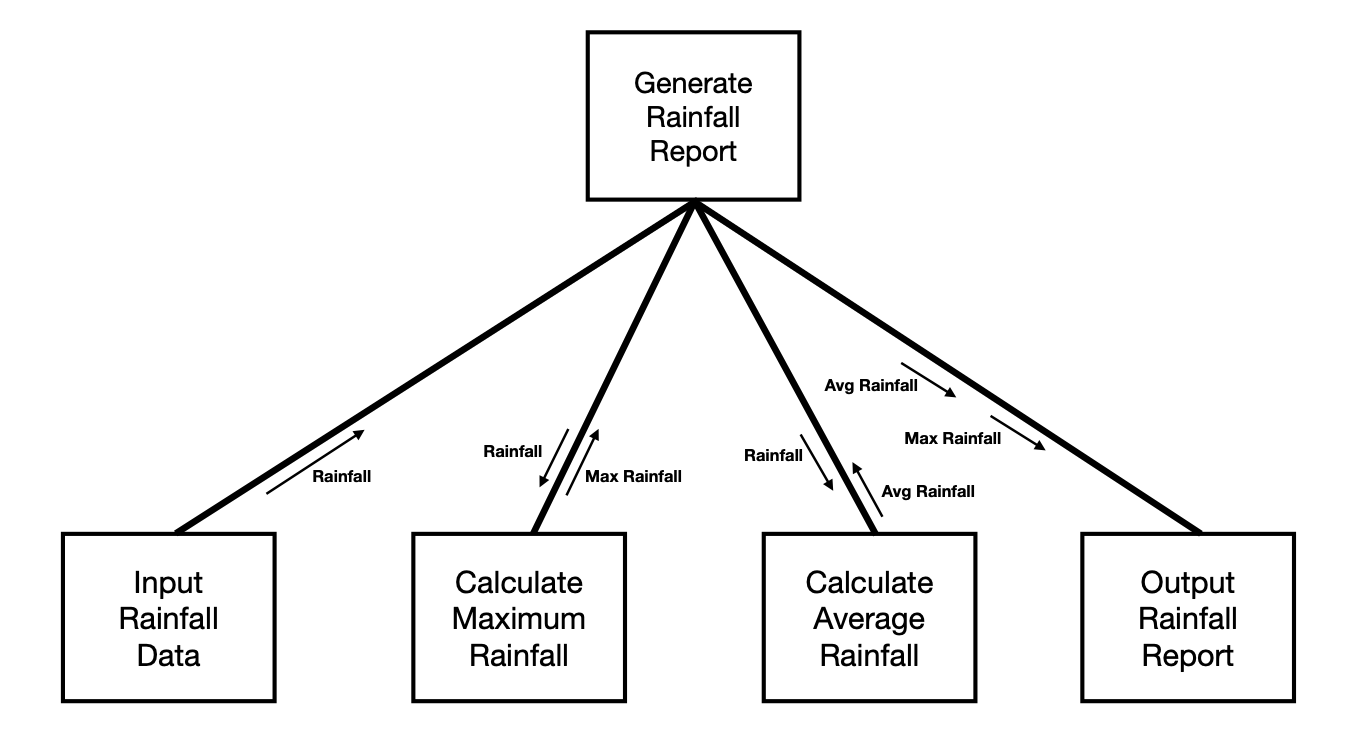 Generate
Rainfall
Report
Avg Rainfall
Max Rainfall
Rainfall
Max Rainfall
Rainfall
Avg Rainfall
Rainfall
Input
Rainfall
Data
Calculate
Maximum
Rainfall
Calculate
Average
Rainfall
Output
Rainfall
Report